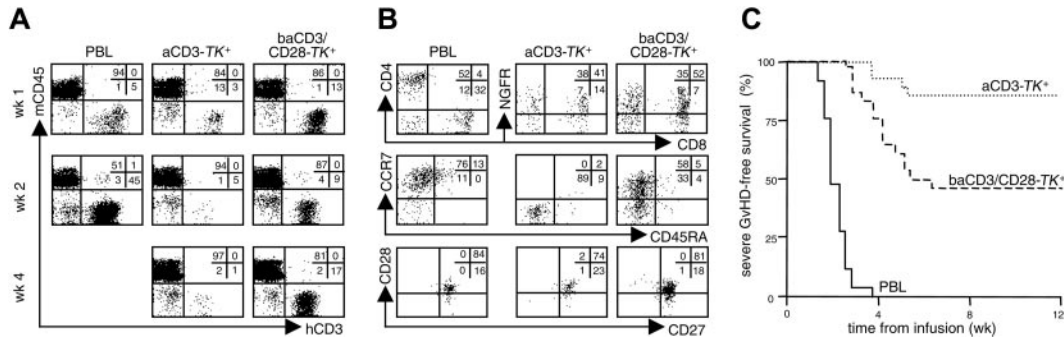 A
PBL
aCD3-TK+
baCD3/
CD28-TK+
wk 1
94 0
1 5
84 0
13 3
86 0
1 13
wk 2
51 1
3 45
94 0
1 5
87 0
4 9
wk 4
97 0
2 1
81 0
2 17
mCD45
hCD3
B
PBL
aCD3-TK+
baCD3/
CD28-TK+
CD4
NGFR
52 4
12 32
38 41
7 14
35 52
6 7
CD8
CCR7
76 13
11 0
0 2
89 9
58 5
33 4
CD45RA
CD28
0 84
0 16
2 74
1 23
0 81
1 18
CD27
C
severe GvHD-free survival (%)
100
75
50
25
0
aCD3-TK+
baCD3/CD28-TK+
PBL
0 4 8 12
time from infusion (wk)